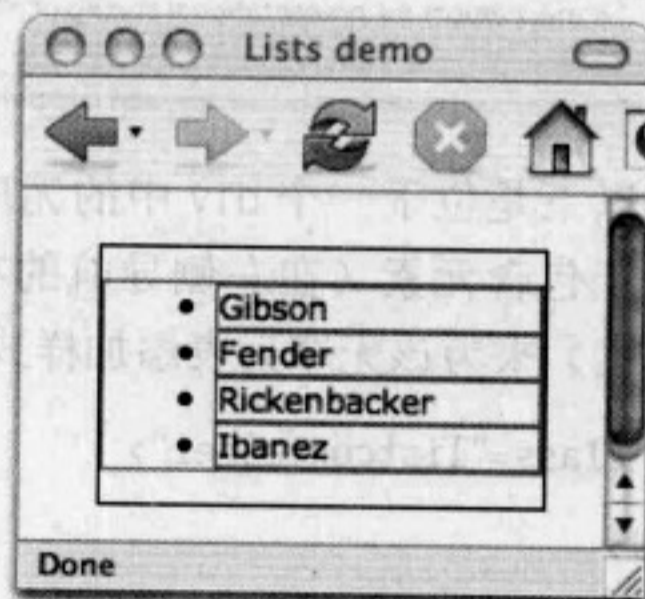 Lists demo
• Gibson
• Fender
• Rickenbacker
• Ibanez
Done